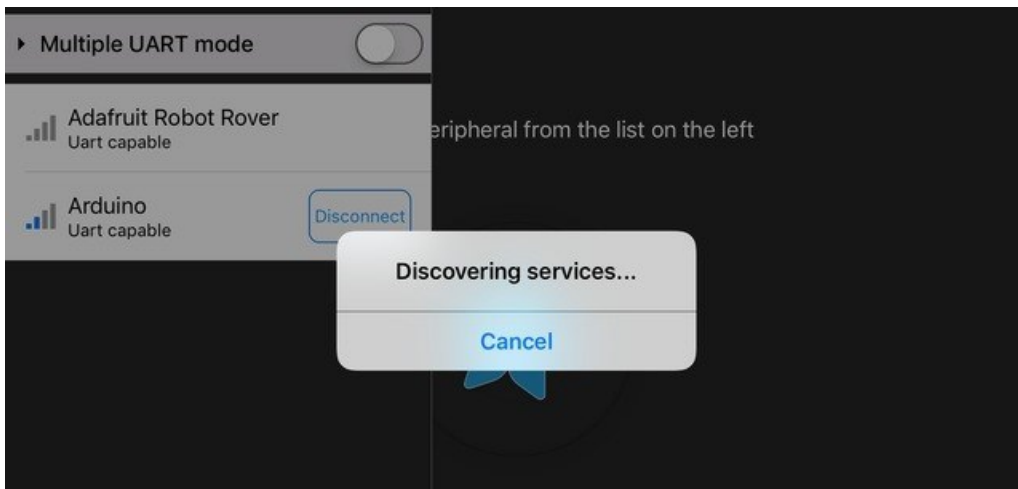 Multiple UART mode
Adafruit Robot Rover
Uart capable
eripheral from the list on the left
Arduino
Uart capable
Disconnect
Discovering services...
Cancel